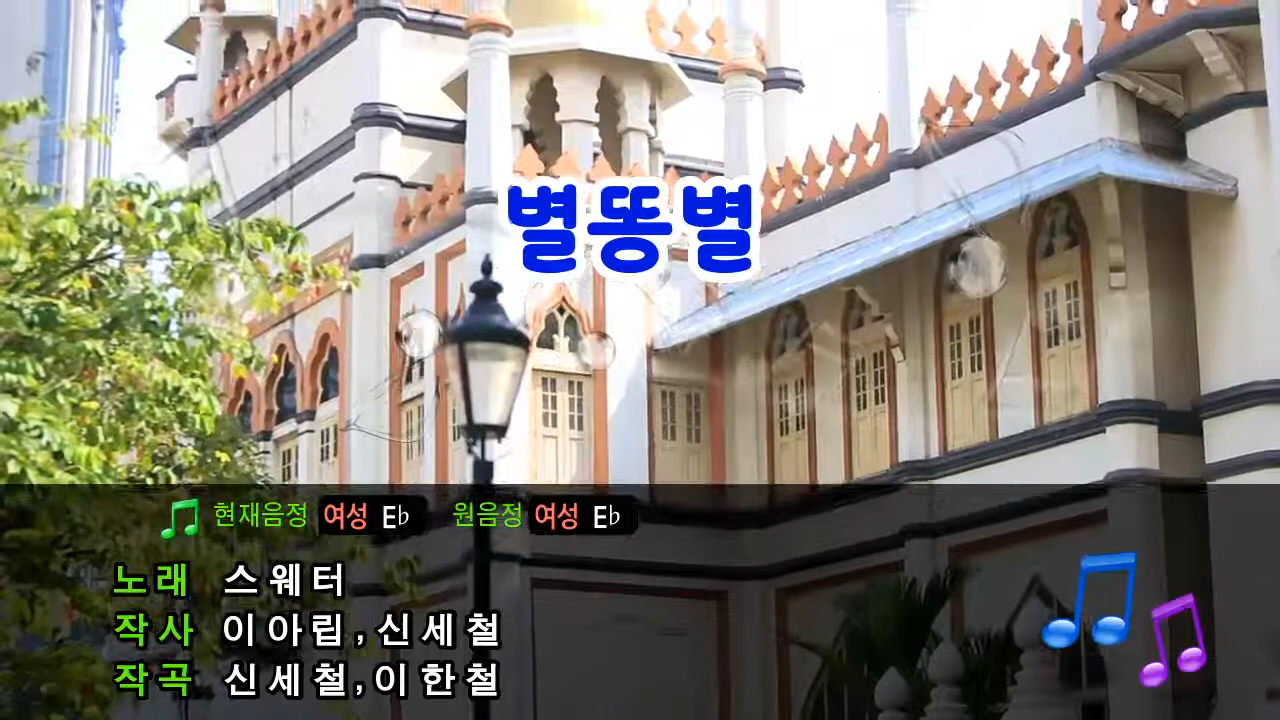 별똥별
현재음정 여성 E♭ 원음정 여성 E♭
노래 스웨터
작사 이아립, 신세철
작곡 신세철, 이한철